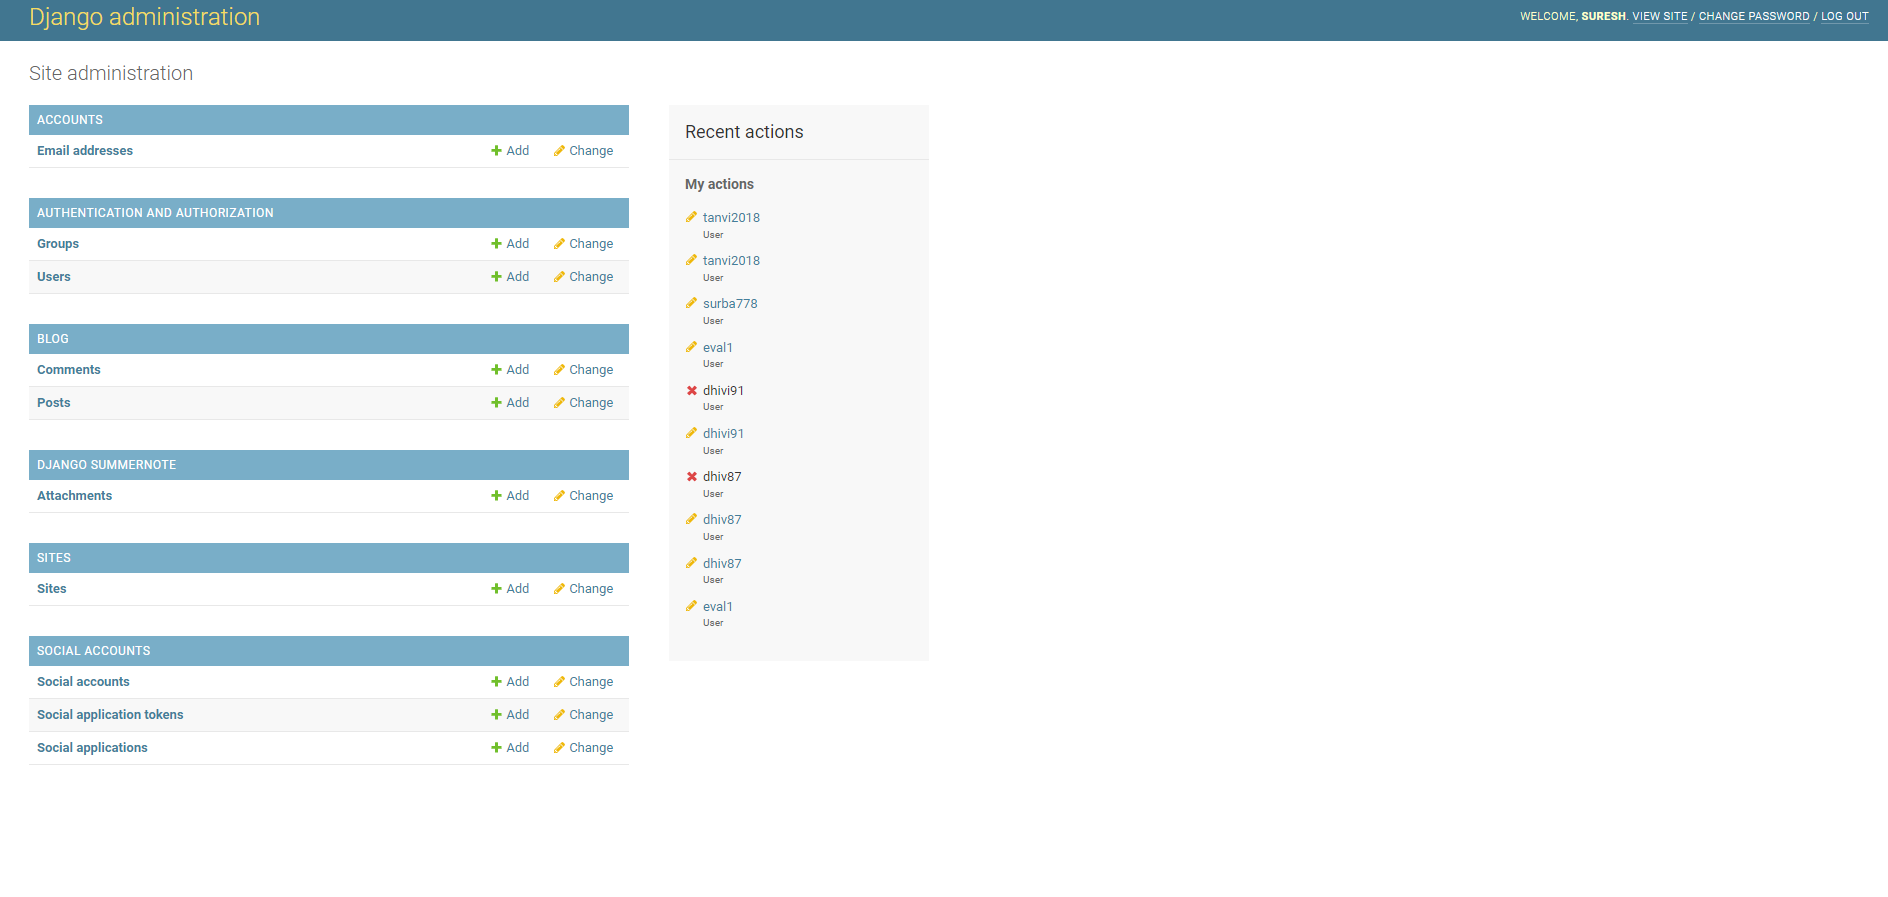 Django administration
WELCOME, SURESH. VIEW SITE / CHANGE PASSWORD / LOG OUT
Site administration
ACCOUNTS
Email addresses Add Change
AUTHENTICATION AND AUTHORIZATION
Groups Add Change
Users Add Change
BLOG
Comments Add Change
Posts Add Change
DJANGO SUMMERNOTE
Attachments Add Change
SITES
Sites Add Change
SOCIAL ACCOUNTS
Social accounts Add Change
Social application tokens Add Change
Social applications Add Change
Recent actions
My actions
tanvi2018
User
tanvi2018
User
surba778
User
eval1
User
dhivi91
User
dhivi91
User
dhiv87
User
dhiv87
User
dhiv87
User
eval1
User